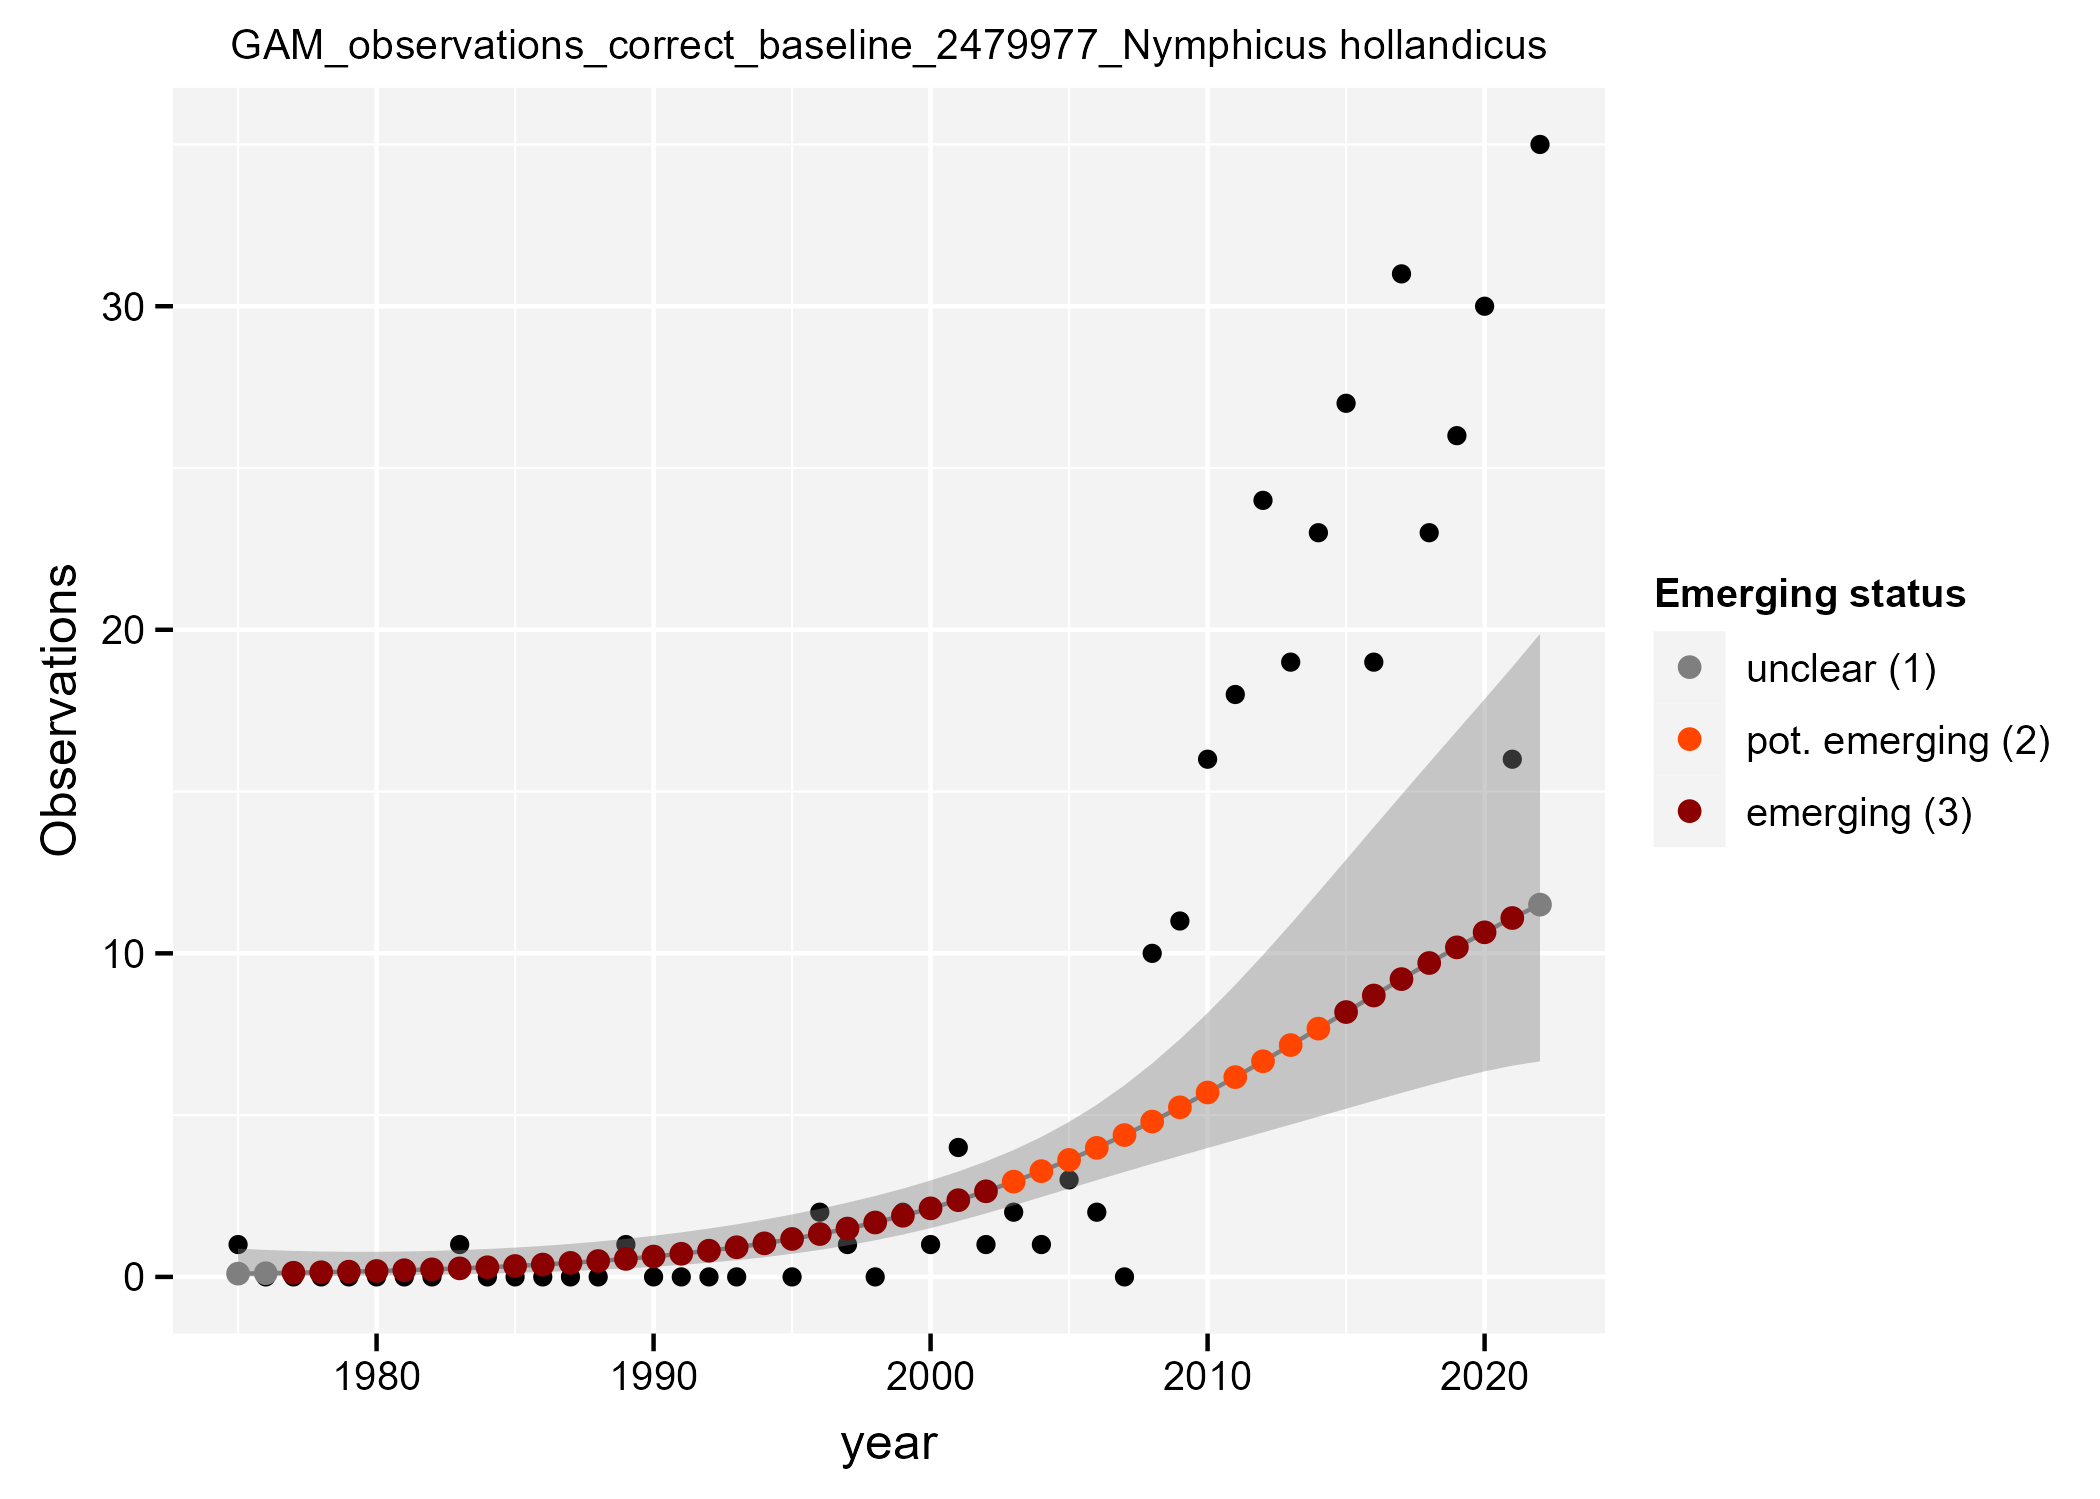 GAM_observations_correct_baseline_2479977_Nymphicus hollandicus
Observations
30
20
10
0
1980 1990 2000 2010 2020
year
Emerging status
unclear (1)
pot. emerging (2)
emerging (3)